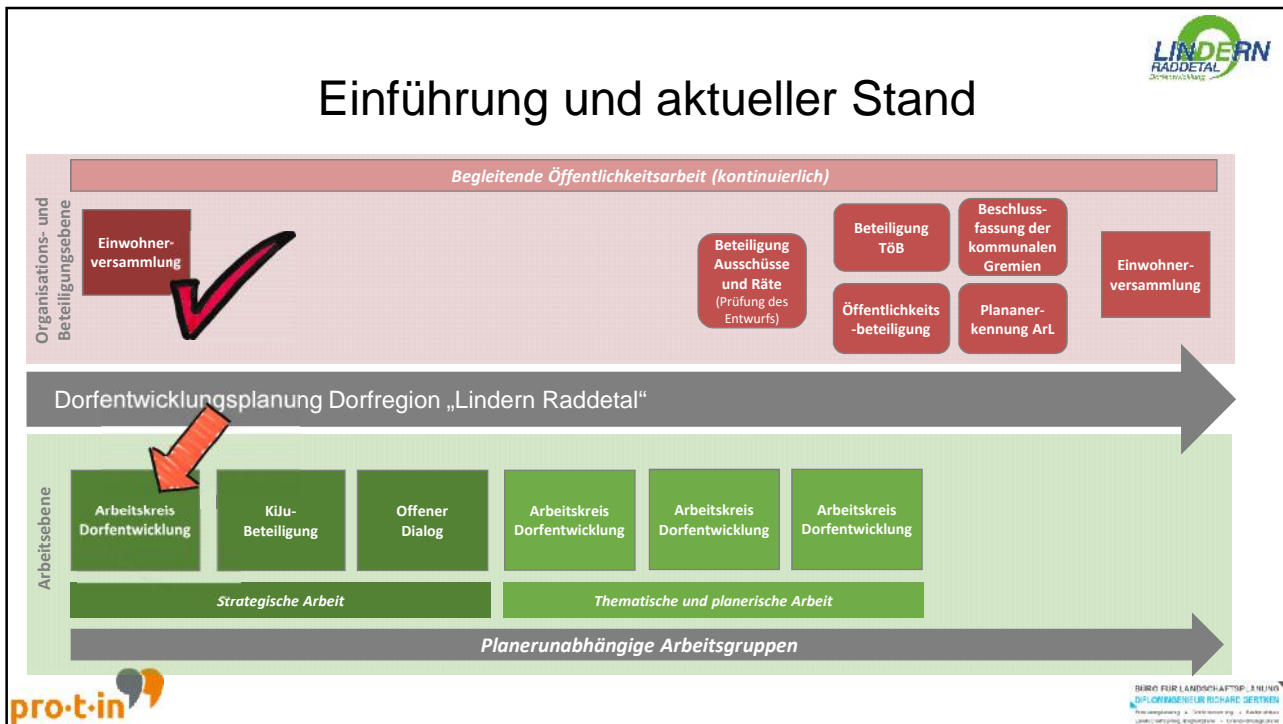 LINDERN
RADDETAL
Dorfentwicklung
Einführung und aktueller Stand
Organisations- und
Beteiligungsebene
Begleitende Öffentlichkeitsarbeit (kontinuierlich)
Einwohner-
versammlung
Beteiligung
Ausschüsse
und Räte
(Prüfung des
Entwurfs)
Beteiligung
TöB
Öffentlichkeits
-beteiligung
Beschluss-
fassung der
kommunalen
Gremien
Plananer-
kennung ArL
Einwohner-
versammlung
Dorfentwicklungsplanung Dorfregion „Lindern Raddetal“
Arbeitsebene
Arbeitskreis
Dorfentwicklung
KiJu-
Beteiligung
Offener
Dialog
Arbeitskreis
Dorfentwicklung
Arbeitskreis
Dorfentwicklung
Arbeitskreis
Dorfentwicklung
Strategische Arbeit
Thematische und planerische Arbeit
Planerunabhängige Arbeitsgruppen
pro-t-in
BÜRO FÜR LANDSCHAFTSPLANUNG
DIPLOMINGENIEUR RICHARD GERTKEN